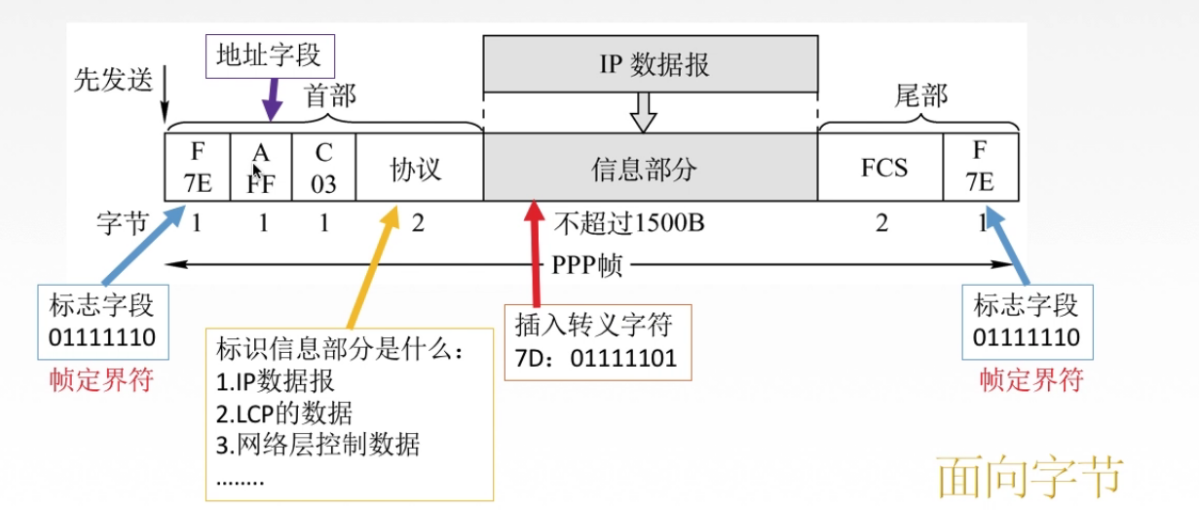 地址字段
IP 数据报
先发送
首部
尾部
F A C 协议 信息部分 FCS F
7E FF 03 7E
字节 1 1 1 2 不超过1500B 2 1
PPP帧
标志字段
01111110
帧定界符
标识信息部分是什么：
1.IP数据报
2.LCP的数据
3.网络层控制数据
........
插入转义字符
7D：01111101
标志字段
01111110
帧定界符
面向字节